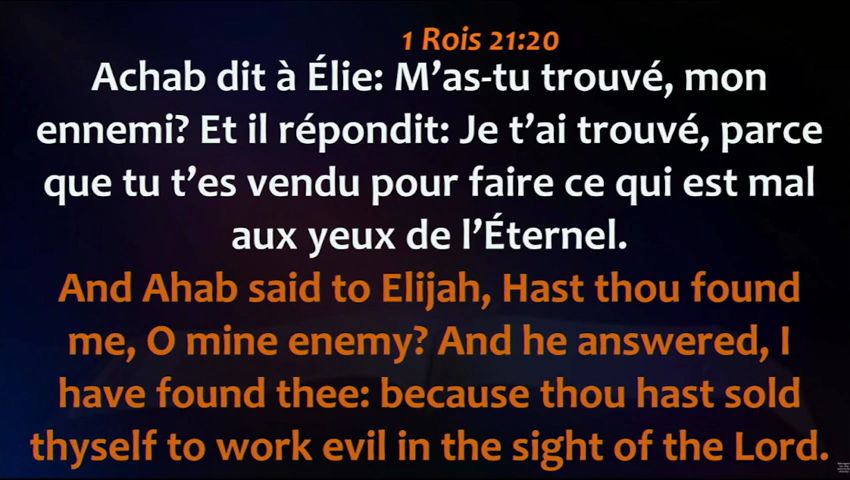 1 Rois 21:20
Achab dit à Élie: M’as-tu trouvé, mon
ennemi? Et il répondit: Je t’ai trouvé, parce
que tu t’es vendu pour faire ce qui est mal
aux yeux de l’Éternel.
And Ahab said to Elijah, Hast thou found
me, O mine enemy? And he answered, I
have found thee: because thou hast sold
thyself to work evil in the sight of the Lord.